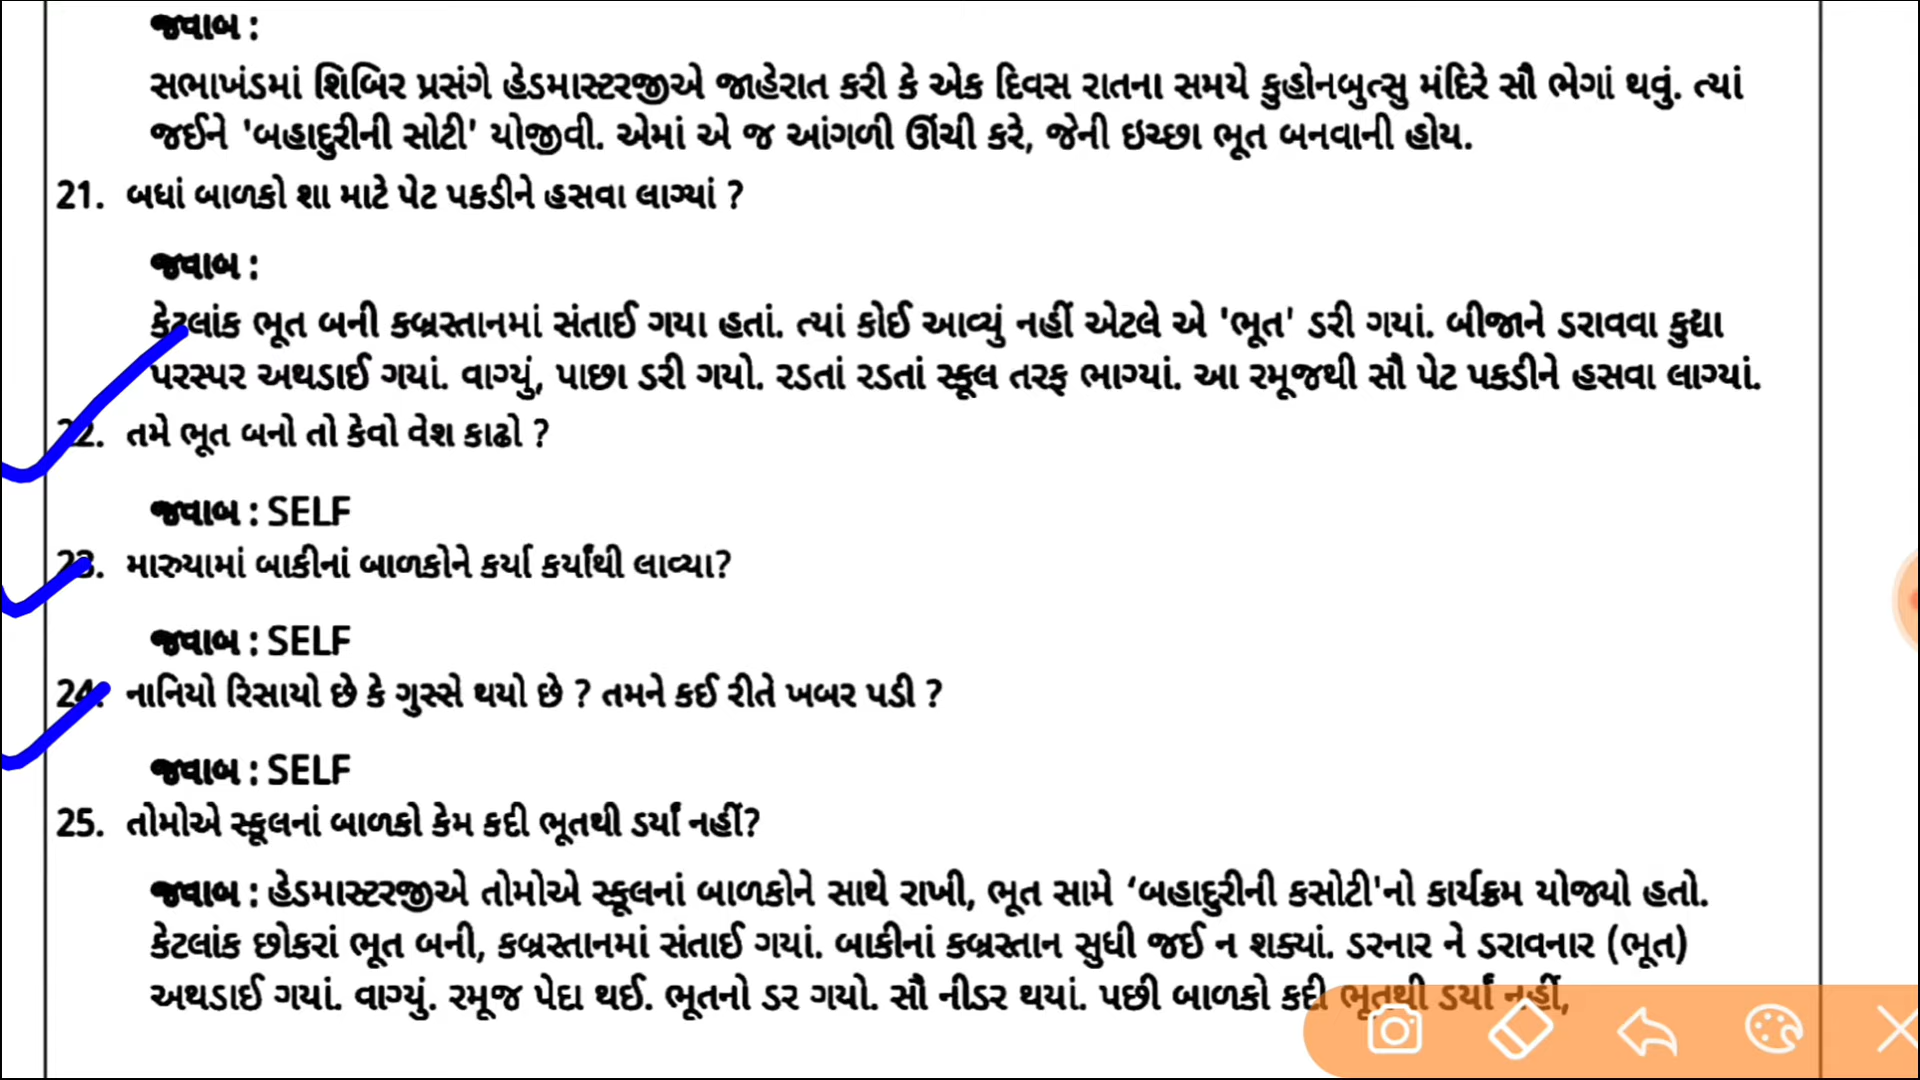 જવાબ :
સભાખંડમાં શિબિર પ્રસંગે હેડમાસ્ટરજીએ જાહેરાત કરી કે એક દિવસ રાતના સમયે કુહોનબુત્સુ મંદિરે સૌ ભેગાં થવું. ત્યાં
જઈને 'બહાદુરીની સોટી' યોજીવી. એમાં એ જ આંગળી ઊંચી કરે, જેની ઇચ્છા ભૂત બનવાની હોય.
21. બધાં બાળકો શા માટે પેટ પકડીને હસવા લાગ્યાં ?
જવાબ :
કેટલાંક ભૂત બની કબ્રસ્તાનમાં સંતાઈ ગયા હતાં. ત્યાં કોઈ આવ્યું નહીં એટલે એ 'ભૂત' ડરી ગયાં. બીજાને ડરાવવા કુદ્યા
પરસ્પર અથડાઈ ગયાં. વાગ્યું, પાછા ડરી ગયો. રડતાં રડતાં સ્કૂલ તરફ ભાગ્યાં. આ રમૂજથી સૌ પેટ પકડીને હસવા લાગ્યાં.
22. તમે ભૂત બનો તો કેવો વેશ કાઢો ?
જવાબ : SELF
23. મારુયામાં બાકીનાં બાળકોને કર્યા કર્યાંથી લાવ્યા?
જવાબ : SELF
24. નાનિયો રિસાયો છે કે ગુસ્સે થયો છે ? તમને કઈ રીતે ખબર પડી ?
જવાબ : SELF
25. તોમોએ સ્કૂલનાં બાળકો કેમ કદી ભૂતથી ડર્યાં નહીં?
જવાબ : હેડમાસ્ટરજીએ તોમોએ સ્કૂલનાં બાળકોને સાથે રાખી, ભૂત સામે ‘બહાદુરીની કસોટી'નો કાર્યક્રમ યોજ્યો હતો.
કેટલાંક છોકરાં ભૂત બની, કબ્રસ્તાનમાં સંતાઈ ગયાં. બાકીનાં કબ્રસ્તાન સુધી જઈ ન શક્યાં. ડરનાર ને ડરાવનાર (ભૂત)
અથડાઈ ગયાં. વાગ્યું. રમૂજ પેદા થઈ. ભૂતનો ડર ગયો. સૌ નીડર થયાં. પછી બાળકો કદી ભૂતથી ડર્યાં નહીં,